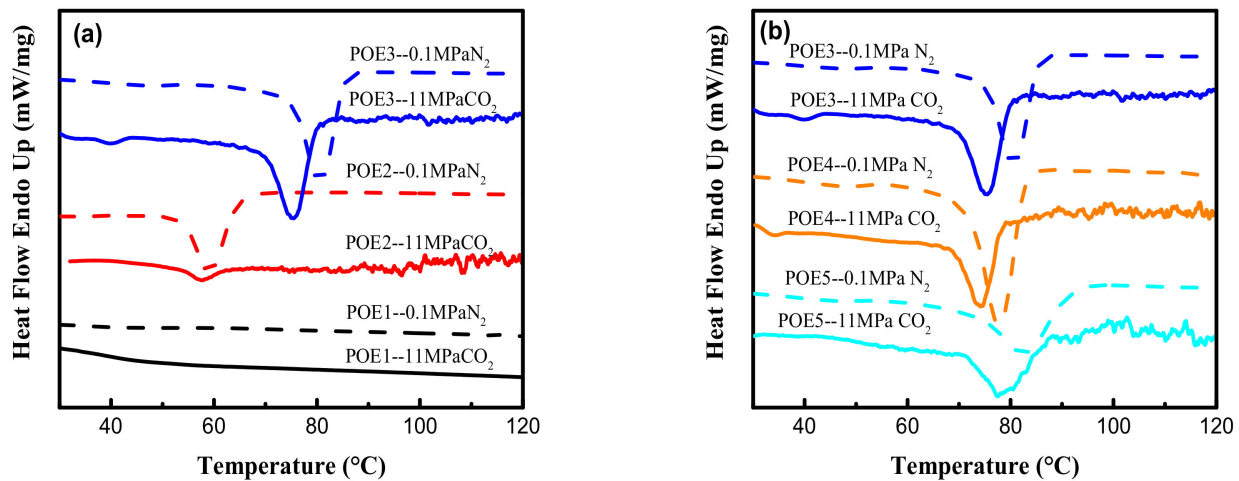 (a)
POE3--0.1MPaN₂
POE3--11MPaCO₂
POE2--0.1MPaN₂
POE2--11MPaCO₂
POE1--0.1MPaN₂
POE1--11MPaCO₂
Heat Flow Endo Up (mW/mg)
40 60 80 100 120
Temperature (°C)
(b)
POE3--0.1MPa N₂
POE3--11MPa CO₂
POE4--0.1MPa N₂
POE4--11MPa CO₂
POE5--0.1MPa N₂
POE5--11MPa CO₂
Heat Flow Endo Up (mW/mg)
40 60 80 100 120
Temperature (°C)